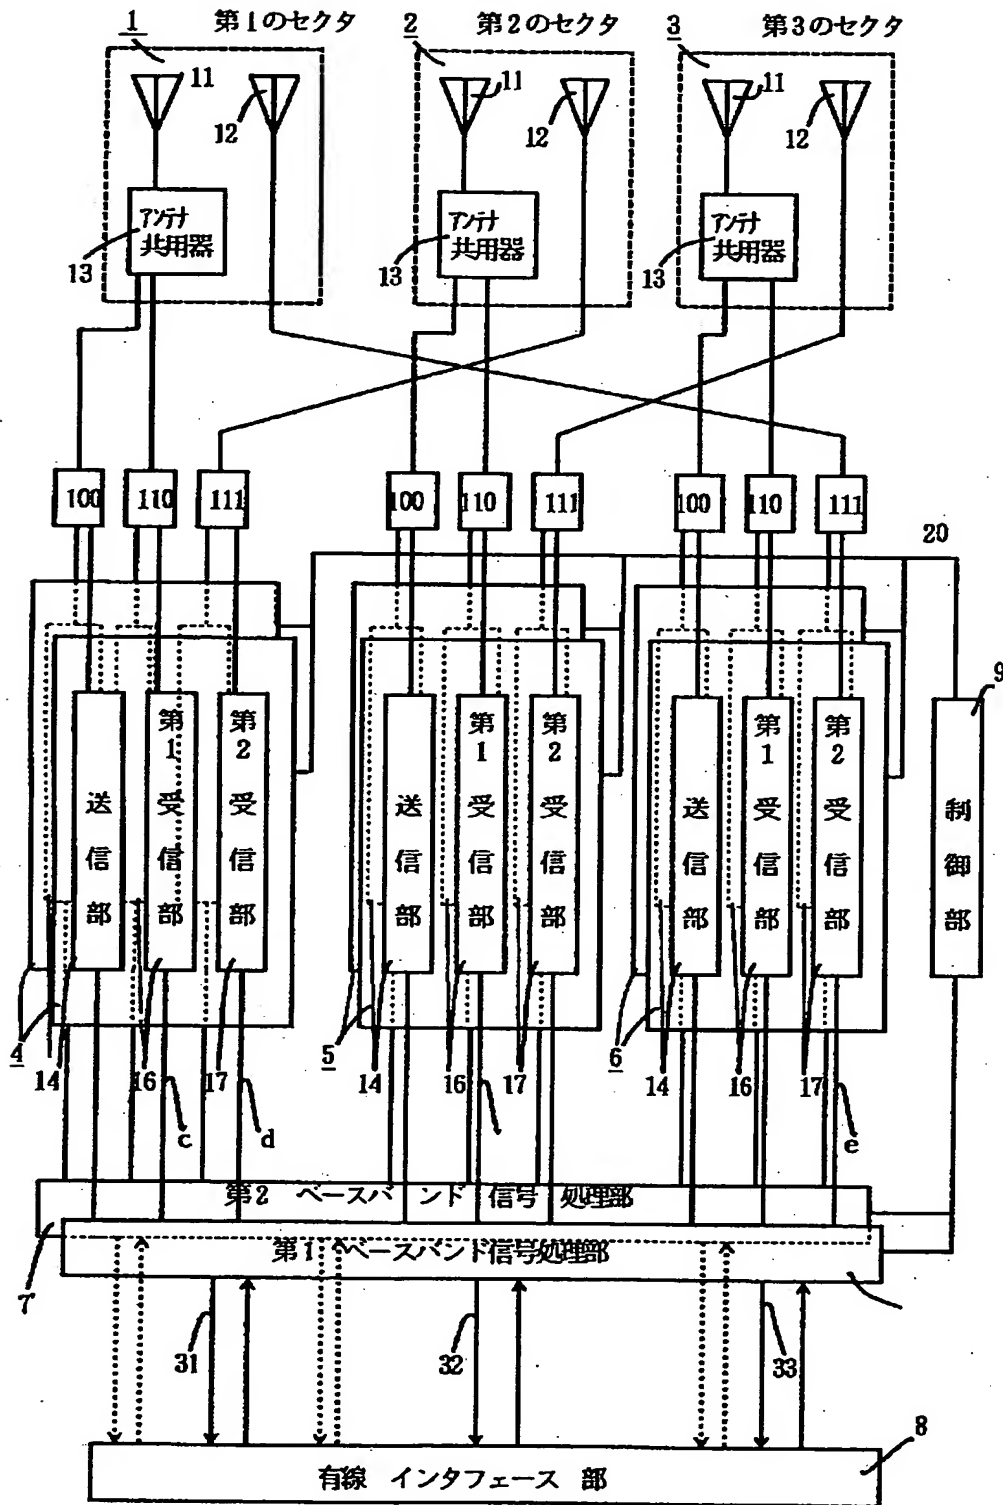 1 第1のセクタ 2 第2のセクタ 3 第3のセクタ
11 11 11
12 12 12
アンテナ共用器 アンテナ共用器 アンテナ共用器
13 13 13
100 110 111 100 110 111 100 110 111
20
9
送信部 第1受信部 第2受信部 送信部 第1受信部 第2受信部 送信部 第1受信部 第2受信部 制御部
4 5 6
14 16 17 14 16 17 14 16 17
c d e
第2 ベースバンド 信号 処理部
第1 ベースバンド信号処理部
7
31 32 33
8
有線 インタフェース 部